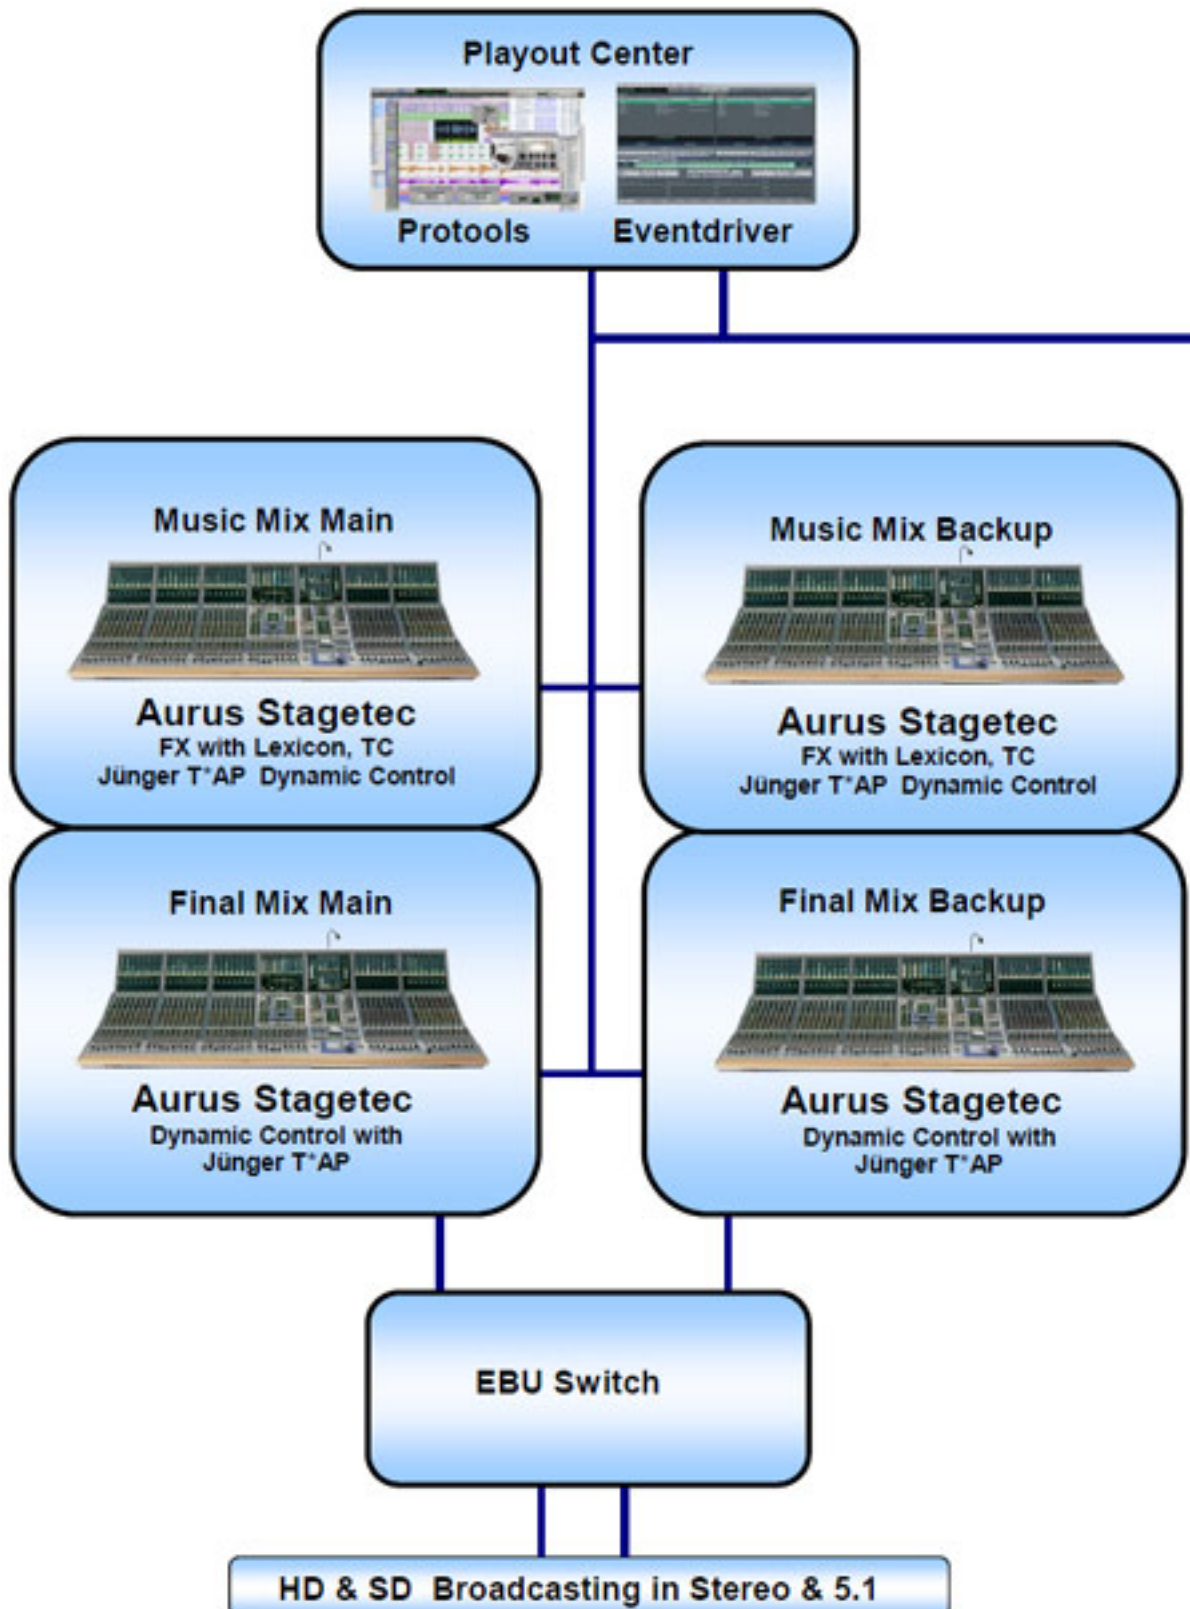 Playout Center
Protools Eventdriver
Music Mix Main
Aurus Stagetec
FX with Lexicon, TC
Jünger T*AP Dynamic Control
Music Mix Backup
Aurus Stagetec
FX with Lexicon, TC
Jünger T*AP Dynamic Control
Final Mix Main
Aurus Stagetec
Dynamic Control with
Jünger T*AP
Final Mix Backup
Aurus Stagetec
Dynamic Control with
Jünger T*AP
EBU Switch
HD & SD Broadcasting in Stereo & 5.1